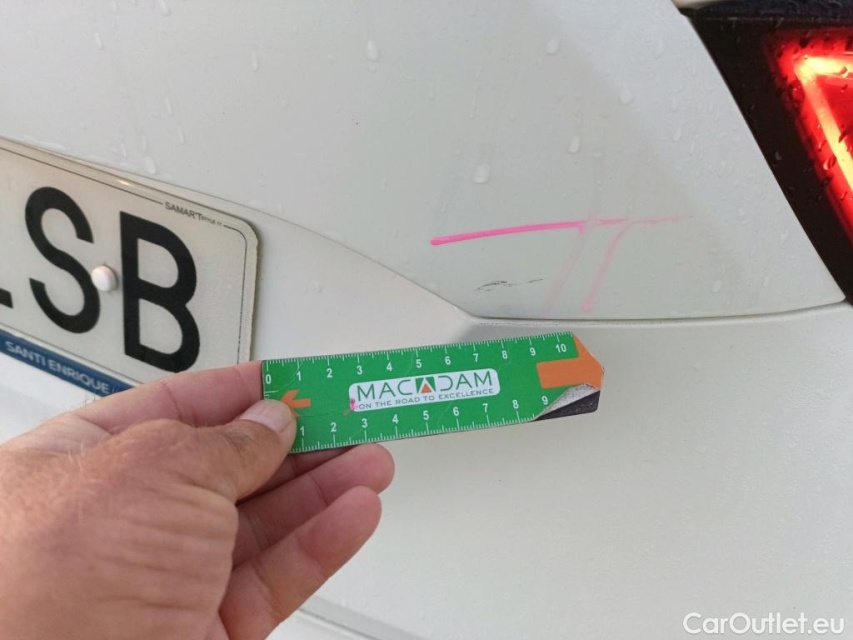 SAMAR'T
LSB
SANTI ENRIQUE
0 1 2 3 4 5 6 7 8 9 10
MACADAM
ON THE ROAD TO EXCELLENCE
1 2 3 4 5 6 7 8 9
CarOutlet.eu